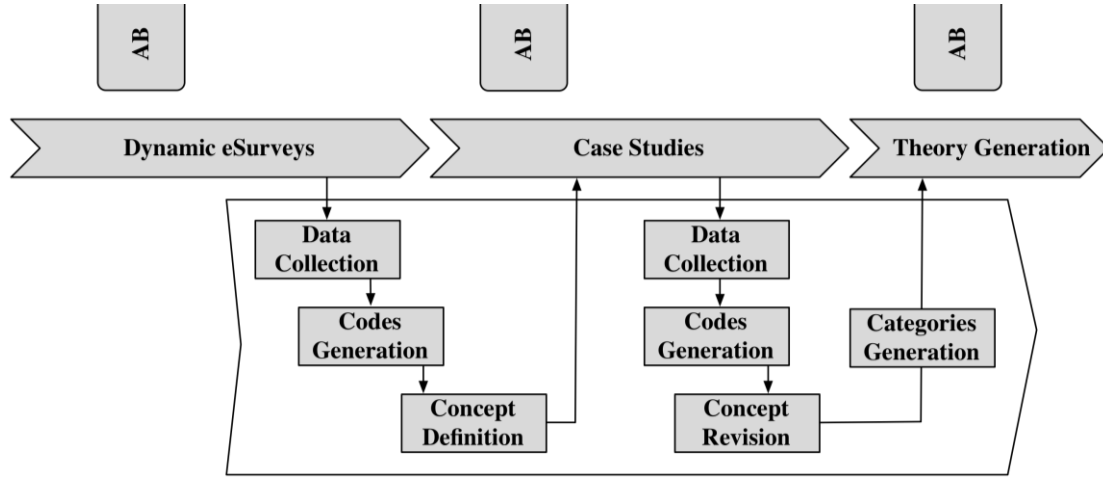 AB
AB
AB
Dynamic eSurveys
Case Studies
Theory Generation
Data
Collection
Data
Collection
Codes
Generation
Codes
Generation
Categories
Generation
Concept
Definition
Concept
Revision